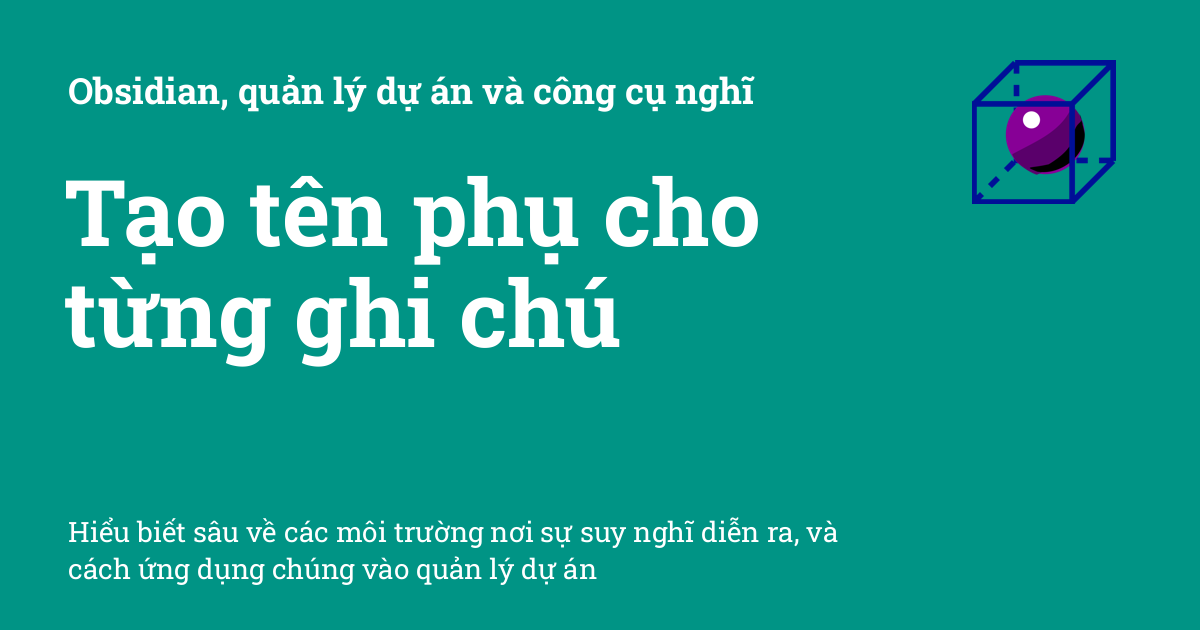 Obsidian, quản lý dự án và công cụ nghĩ
Tạo tên phụ cho
từng ghi chú
Hiểu biết sâu về các môi trường nơi sự suy nghĩ diễn ra, và
cách ứng dụng chúng vào quản lý dự án